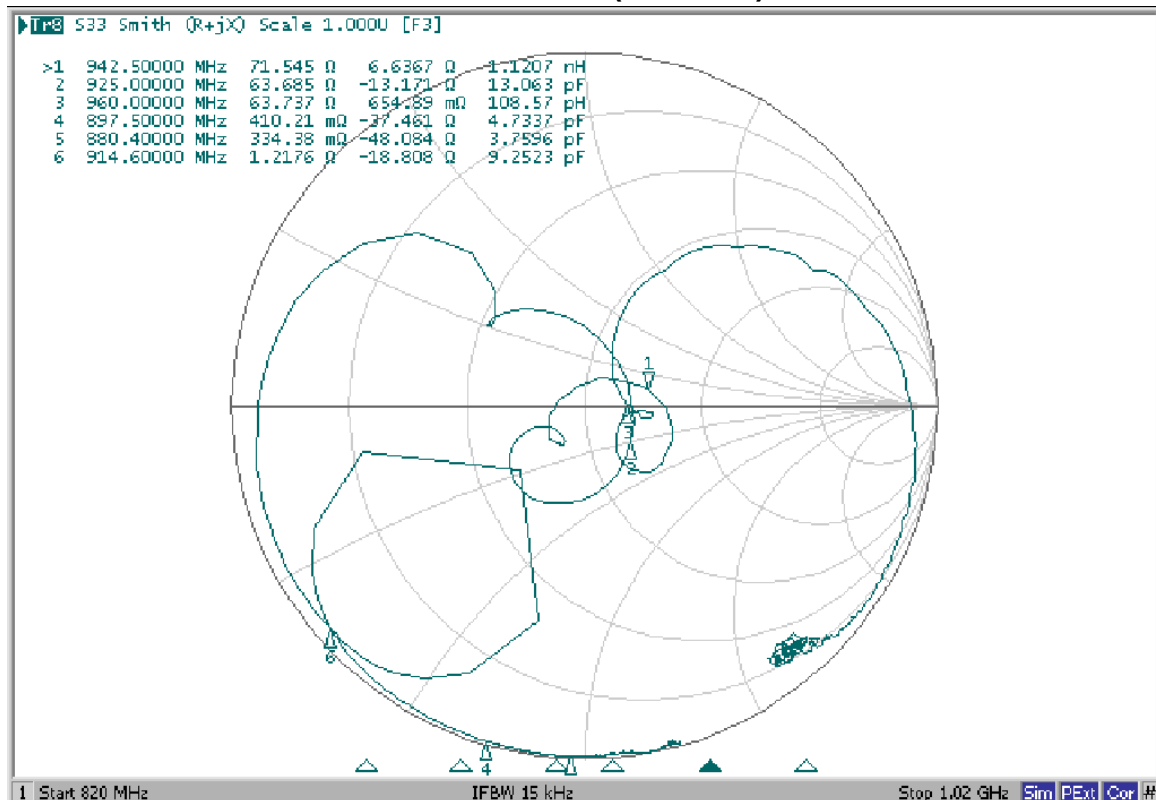 Tr8 S33 Smith (R+jX) Scale 1.000U [F3]
>1 942.50000 MHz 71.545 Ω 6.6367 Ω 1.1207 nH
2 925.00000 MHz 63.685 Ω -13.171 Ω 13.063 pF
3 960.00000 MHz 63.737 Ω 654.89 mΩ 108.57 pH
4 897.50000 MHz 410.21 mΩ -37.461 Ω 4.7337 pF
5 880.40000 MHz 334.38 mΩ -48.084 Ω 3.7596 pF
6 914.60000 MHz 1.2176 Ω -18.808 Ω 9.2523 pF
1
2
6
4
1 Start 820 MHz IFBW 15 kHz Stop 1.02 GHz Sim PExt Cor #